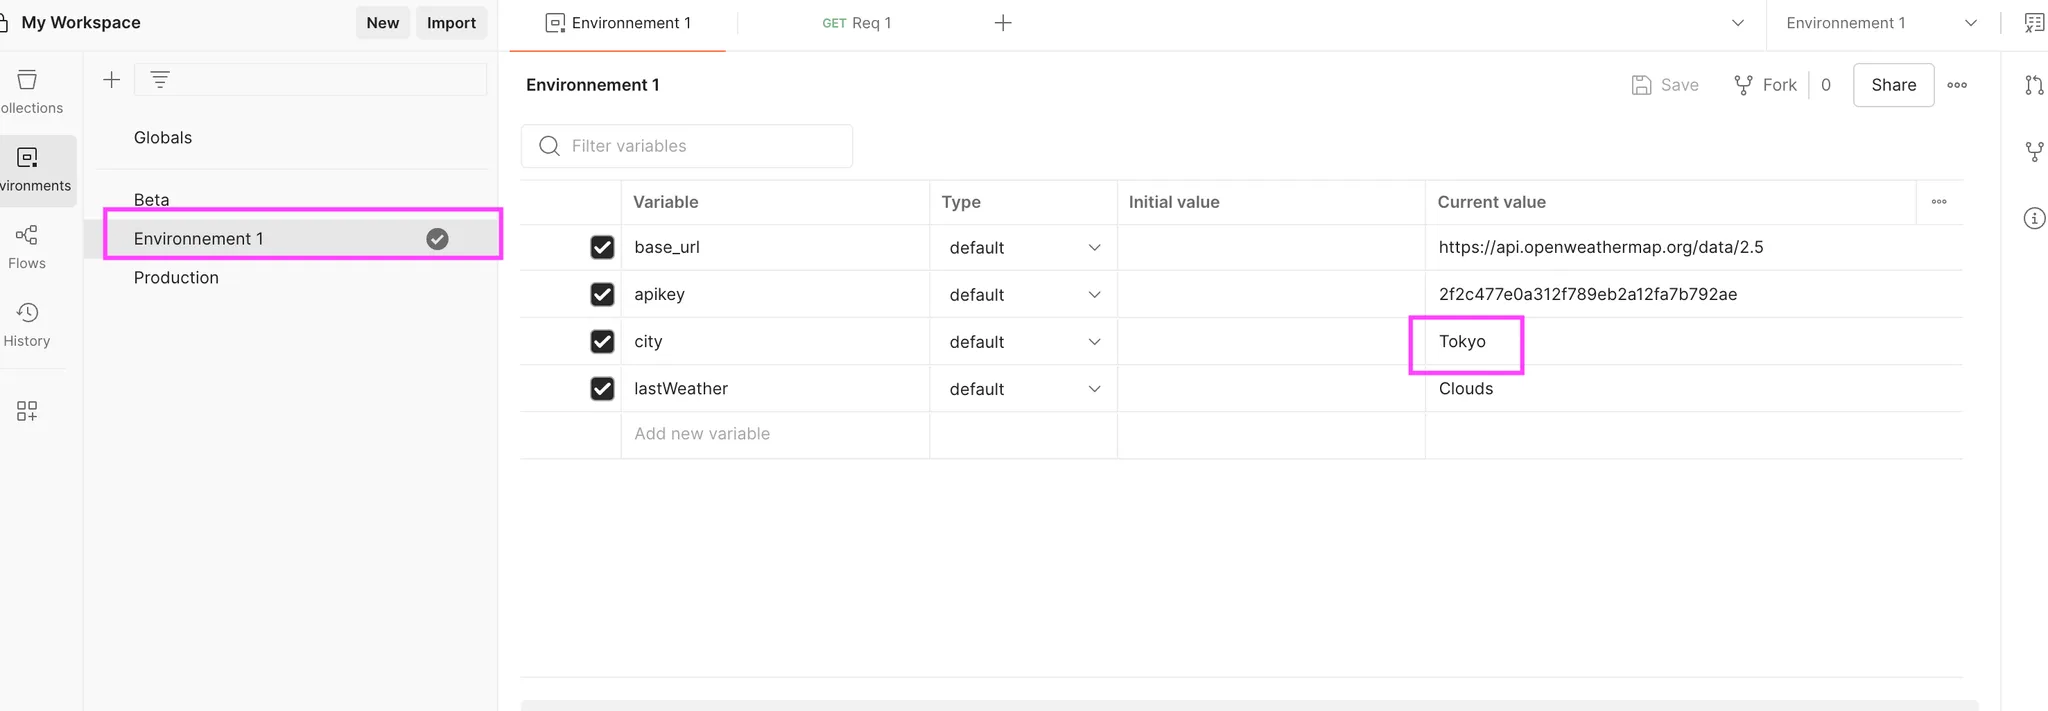 My Workspace New Import Environnement 1 GET Req 1 Environnement 1
ollections
vironments
Flows
History
Globals
Beta
Environnement 1
Production
Environnement 1 Save Fork 0 Share
Filter variables
Variable Type Initial value Current value
base_url default https://api.openweathermap.org/data/2.5
apikey default 2f2c477e0a312f789eb2a12fa7b792ae
city default Tokyo
lastWeather default Clouds
Add new variable